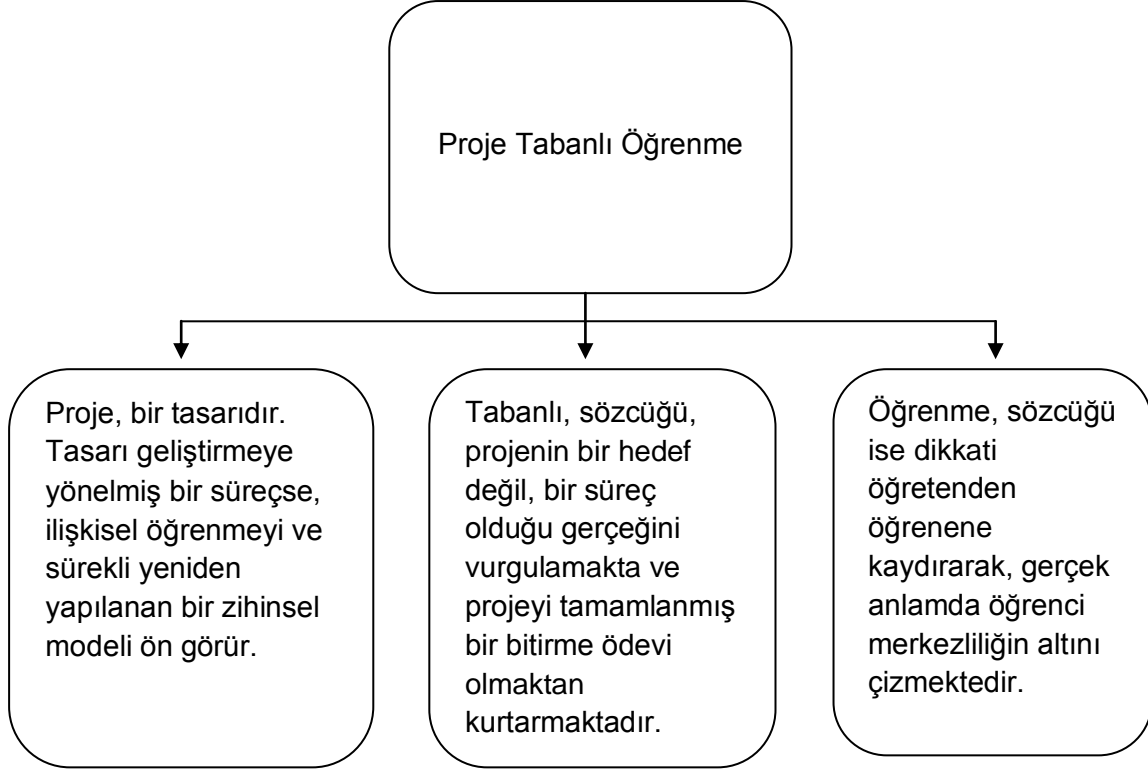 Proje Tabanlı Öğrenme
Proje, bir tasarıdır.
Tasarı geliştirmeye
yönelmiş bir süreçse,
ilişkisel öğrenmeyi ve
sürekli yeniden
yapılanan bir zihinsel
modeli ön görür.
Tabanlı, sözcüğü,
projenin bir hedef
değil, bir süreç
olduğu gerçeğini
vurgulamakta ve
projeyi tamamlanmış
bir bitirme ödevi
olmaktan
kurtarmaktadır.
Öğrenme, sözcüğü
ise dikkati
öğretenden
öğrenene
kaydırarak, gerçek
anlamda öğrenci
merkezliliğin altını
çizmektedir.